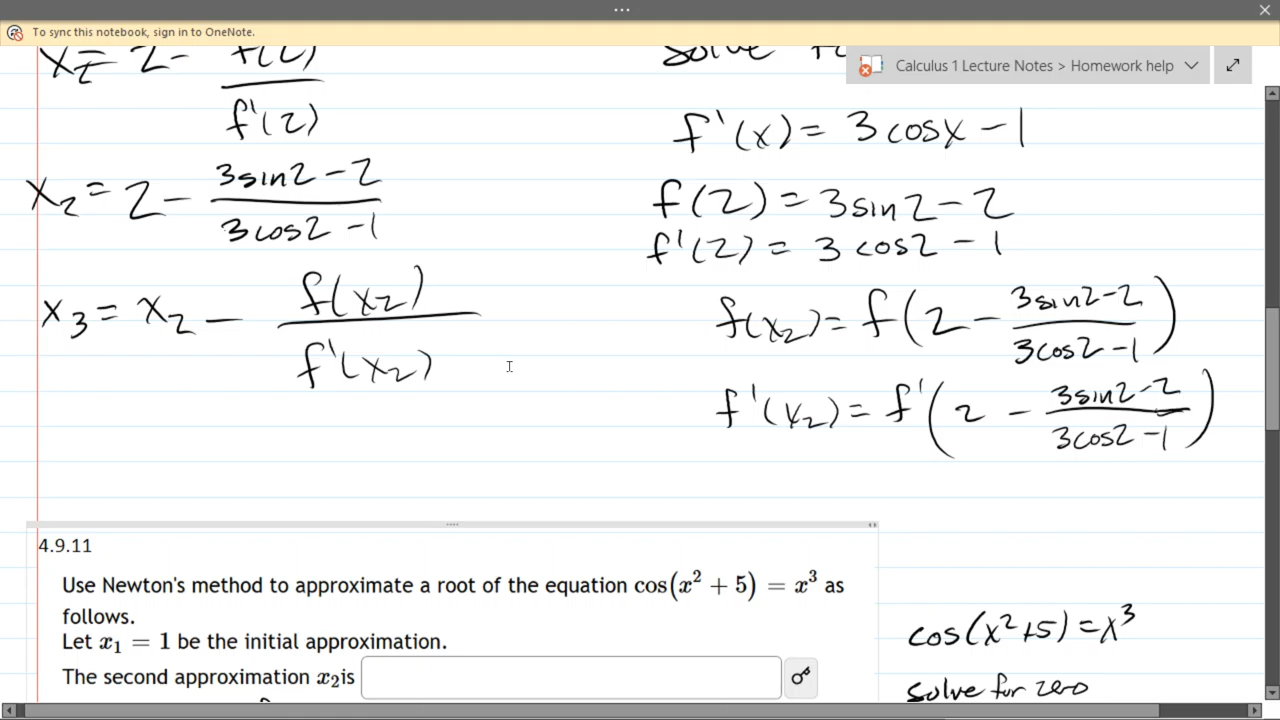 To sync this notebook, sign in to OneNote.
Calculus 1 Lecture Notes > Homework help
x₂ = 2 - f(2) / f'(2)
solve
f'(x) = 3cosx - 1
x₂ = 2 - (3sin2 - 2) / (3cos2 - 1)
f(2) = 3sin2 - 2
f'(2) = 3cos2 - 1
x₃ = x₂ - f(x₂) / f'(x₂)
f(x₂) = f(2 - (3sin2 - 2) / (3cos2 - 1))
f'(x₂) = f'(2 - (3sin2 - 2) / (3cos2 - 1))
4.9.11
Use Newton's method to approximate a root of the equation cos(x² + 5) = x³ as
follows.
Let x₁ = 1 be the initial approximation.
The second approximation x₂is
cos(x²+5) = x³
solve for zero